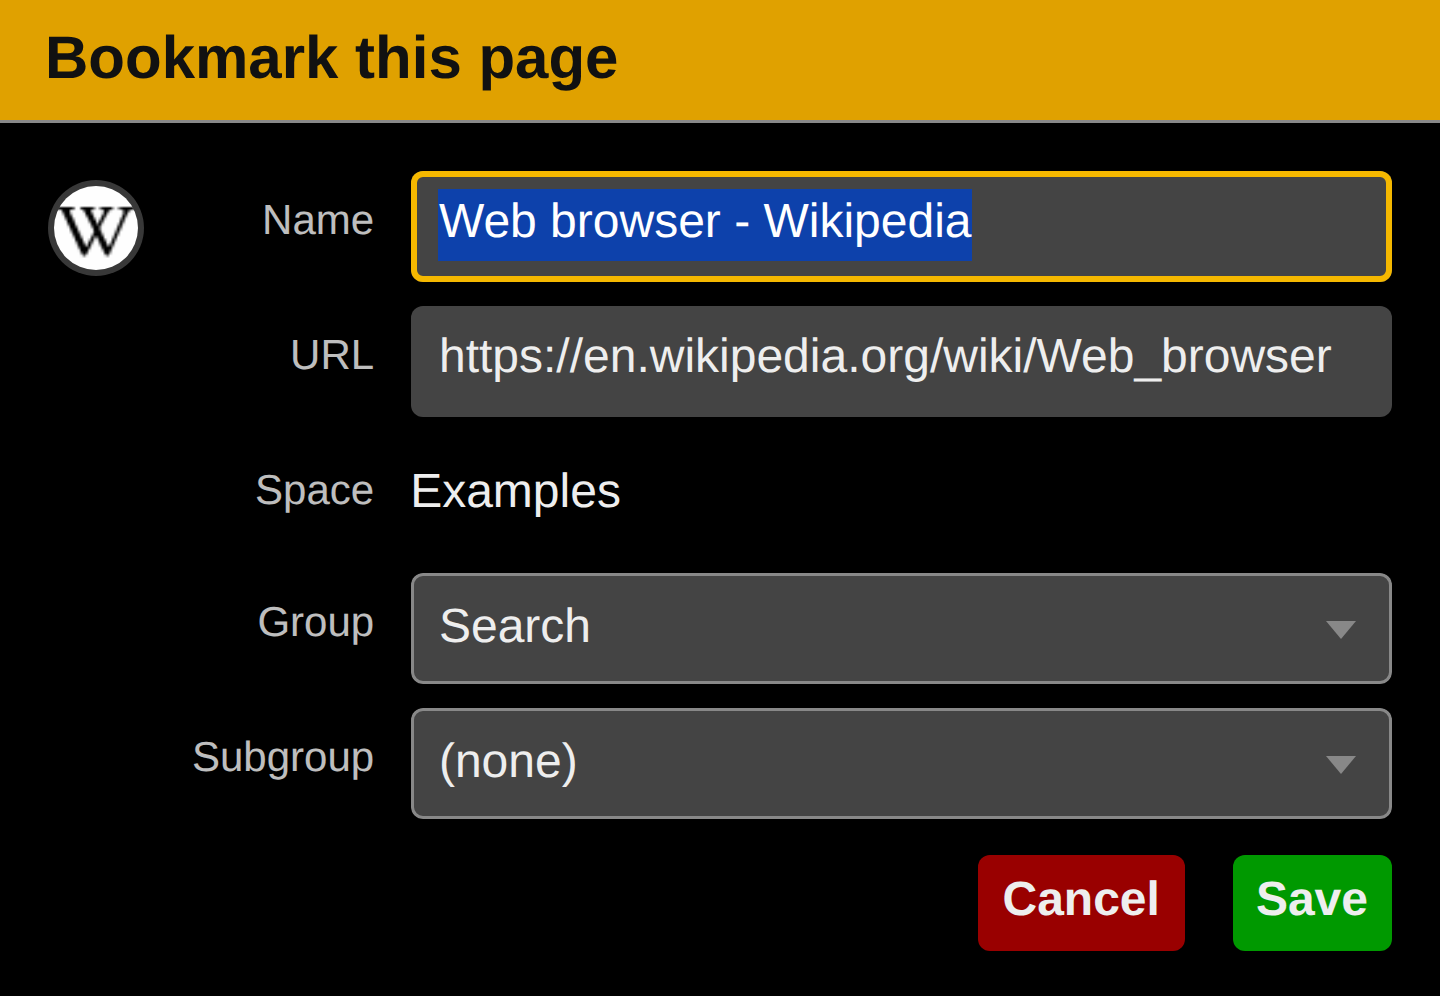 Bookmark this page
W
Name Web browser - Wikipedia
URL https://en.wikipedia.org/wiki/Web_browser
Space Examples
Group Search
Subgroup (none)
Cancel Save